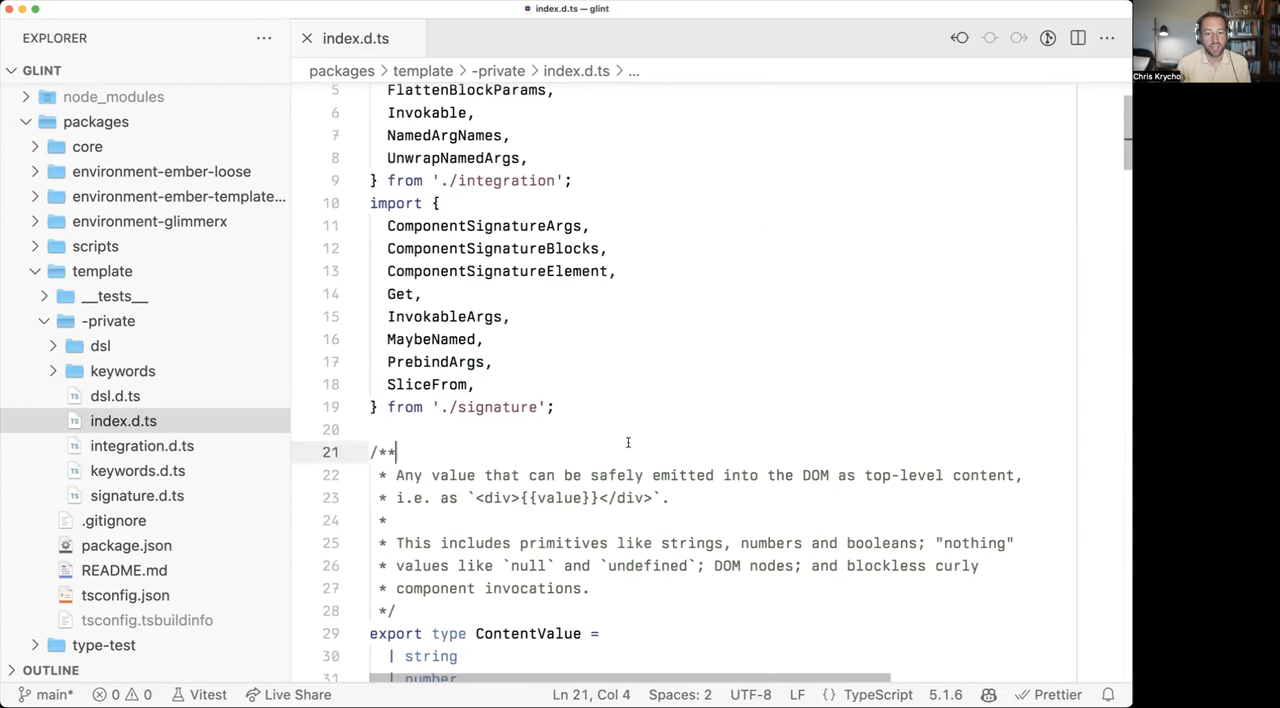 index.d.ts — glint
EXPLORER
index.d.ts
GLINT
packages
template
-private
index.d.ts
...
node_modules
packages
core
environment-ember-loose
environment-ember-template...
environment-glimmerx
scripts
template
__tests__
-private
dsl
keywords
dsl.d.ts
index.d.ts
integration.d.ts
keywords.d.ts
signature.d.ts
.gitignore
package.json
README.md
tsconfig.json
tsconfig.tsbuildinfo
type-test
OUTLINE
5 FlattenBlockParams,
6 Invokable,
7 NamedArgNames,
8 UnwrapNamedArgs,
9 } from './integration';
10 import {
11 ComponentSignatureArgs,
12 ComponentSignatureBlocks,
13 ComponentSignatureElement,
14 Get,
15 InvokableArgs,
16 MaybeNamed,
17 PrebindArgs,
18 SliceFrom,
19 } from './signature';
20
21 /**
22 * Any value that can be safely emitted into the DOM as top-level content,
23 * i.e. as `<div>{{value}}</div>`.
24 *
25 * This includes primitives like strings, numbers and booleans; "nothing"
26 * values like `null` and `undefined`; DOM nodes; and blockless curly
27 * component invocations.
28 */
29 export type ContentValue =
30 | string
31 | number
main* 0 0 Vitest Live Share Ln 21, Col 4 Spaces: 2 UTF-8 LF {} TypeScript 5.1.6 Prettier
Chris Krycho